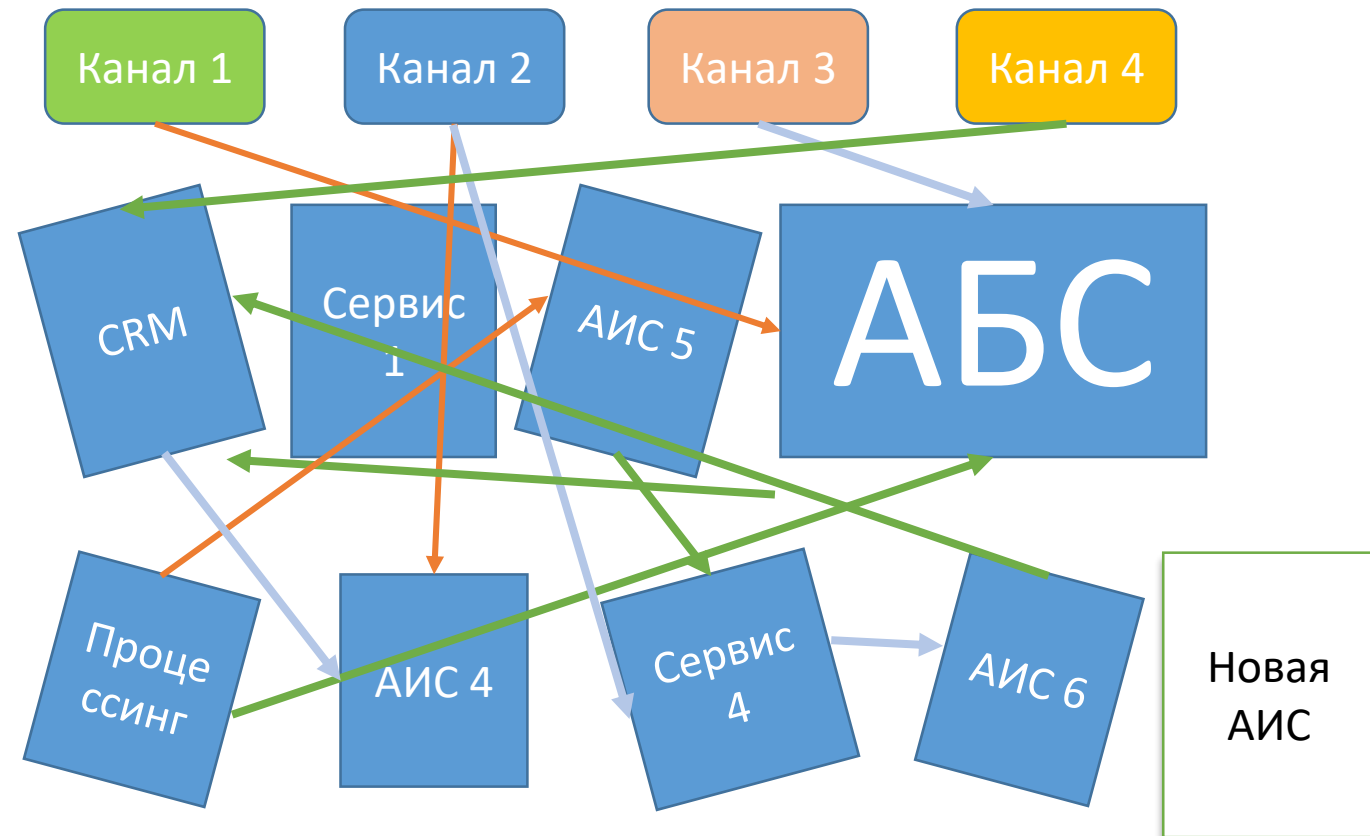 Канал 1
Канал 2
Канал 3
Канал 4
CRM
Сервис
1
АИС 5
АБС
Проце
ссинг
АИС 4
Сервис
4
АИС 6
Новая
АИС